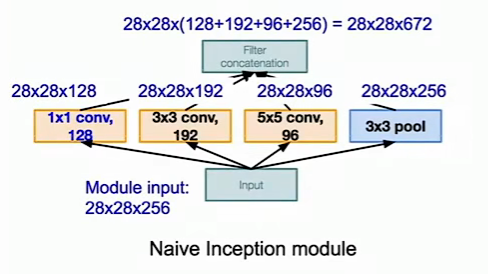 28x28x(128+192+96+256) = 28x28x672
Filter
concatenation
28x28x128
28x28x192
28x28x96
28x28x256
1x1 conv,
128
3x3 conv,
192
5x5 conv,
96
3x3 pool
Module input:
28x28x256
Input
Naive Inception module